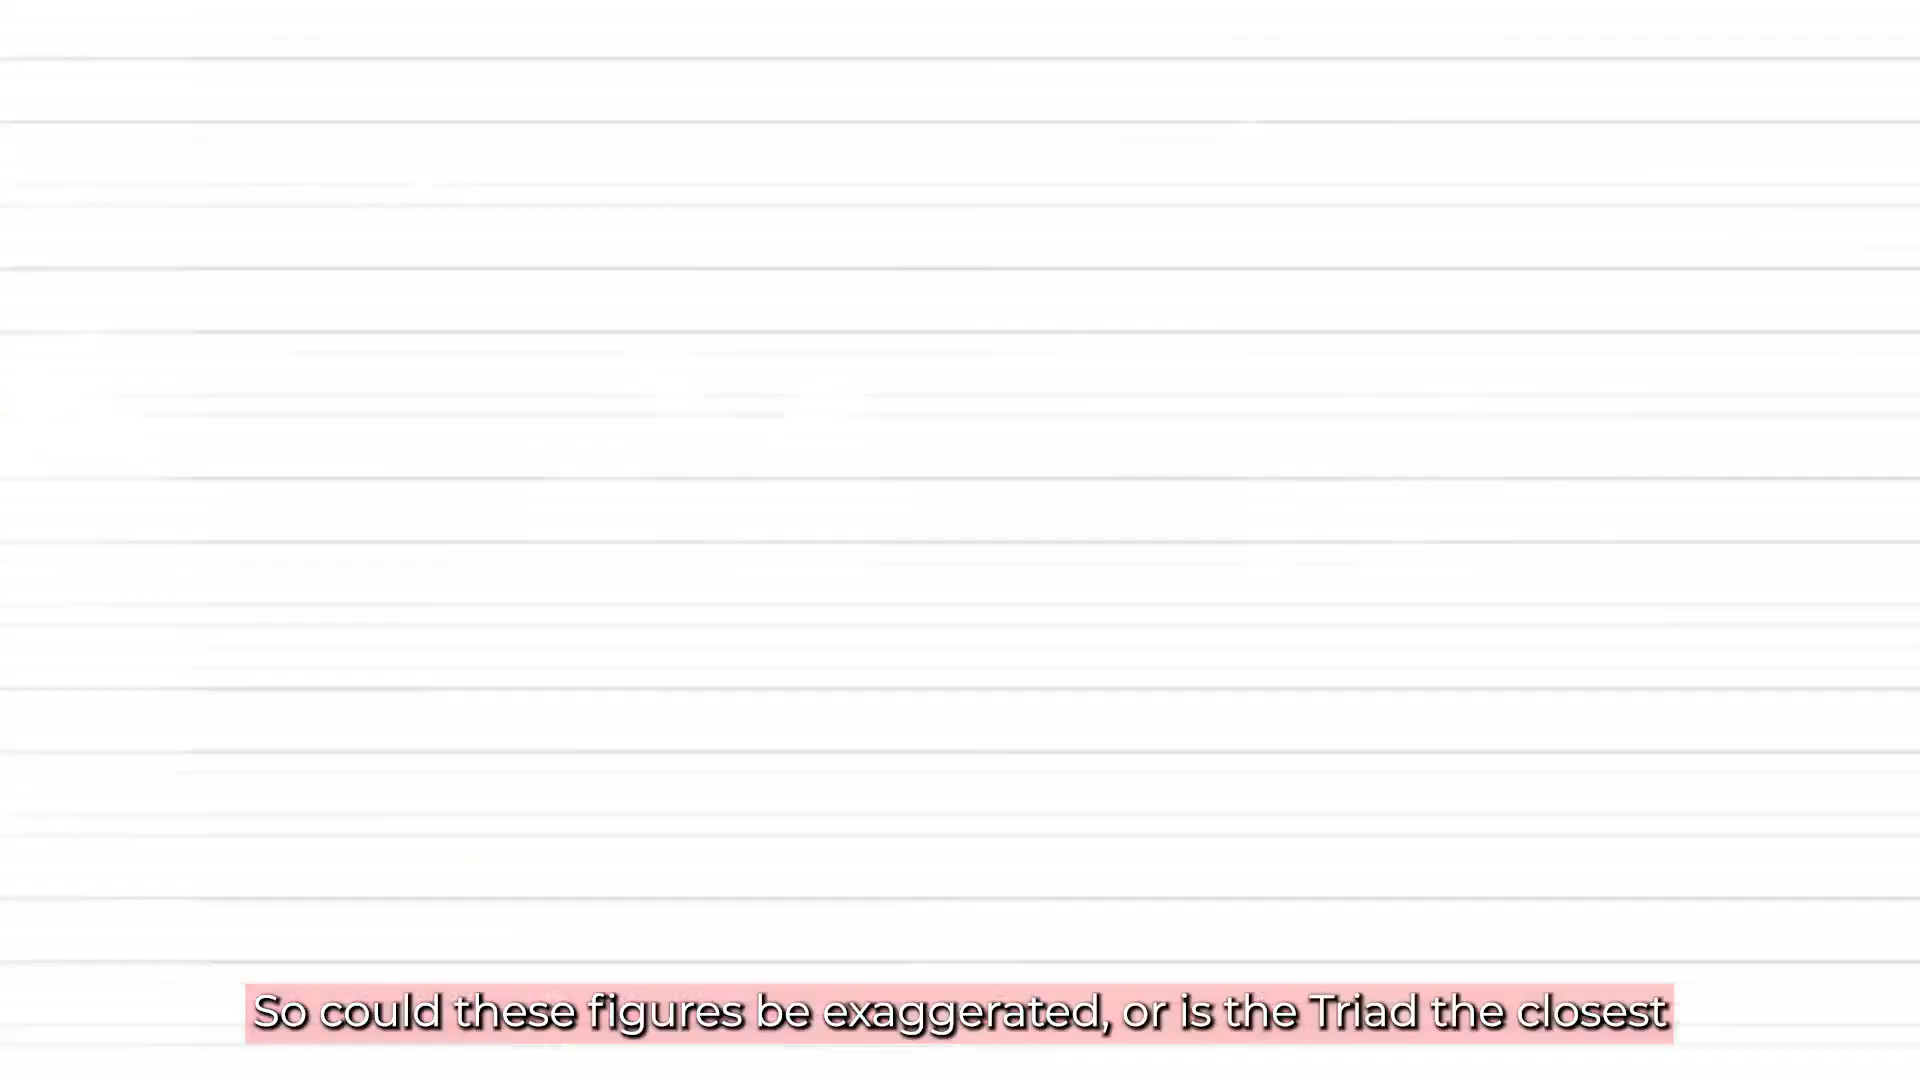 So could these figures be exaggerated, or is the Triad the closest